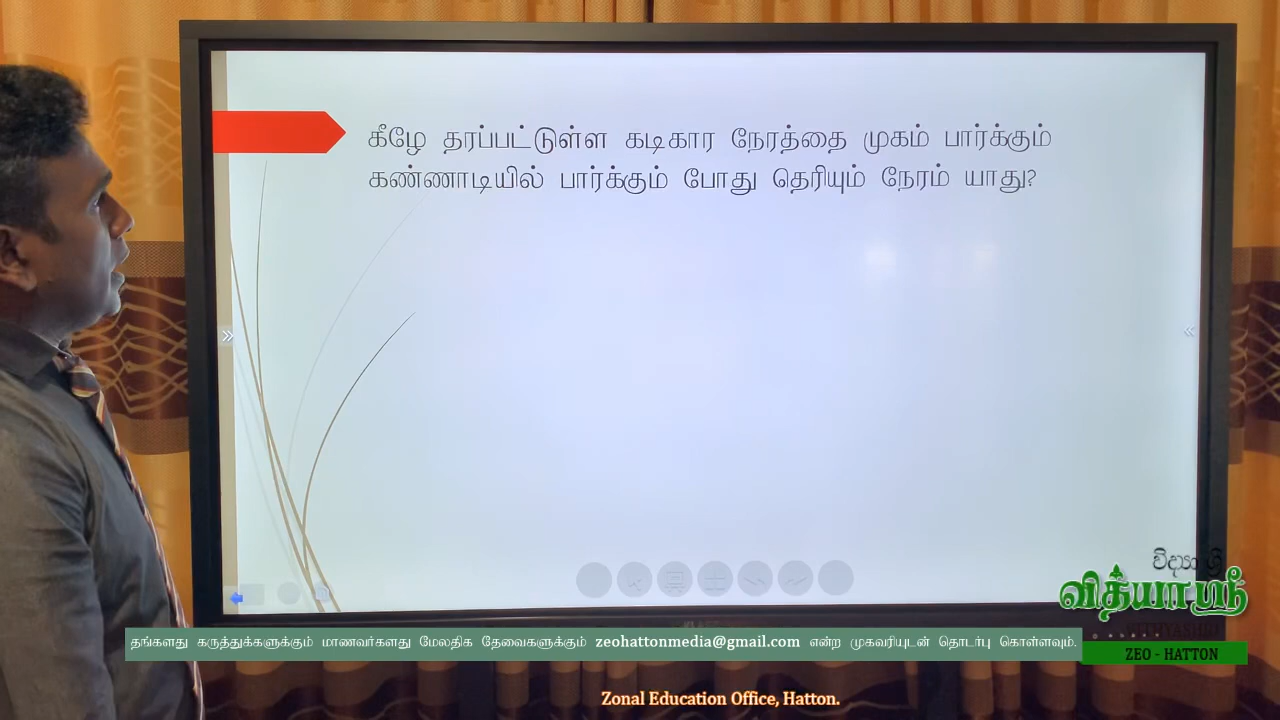 கீழே தரப்பட்டுள்ள கடிகார நேரத்தை முகம் பார்க்கும்
கண்ணாடியில் பார்க்கும் போது தெரியும் நேரம் யாது?
වි‍ද්‍යා ශ්‍රී
வித்யாஸ்ரீ
VITHYASHRI
ZEO - HATTON
தங்களது கருத்துக்களுக்கும் மாணவர்களது மேலதிக தேவைகளுக்கும் zeohattonmedia@gmail.com என்ற முகவரியுடன் தொடர்பு கொள்ளவும்.
Zonal Education Office, Hatton.